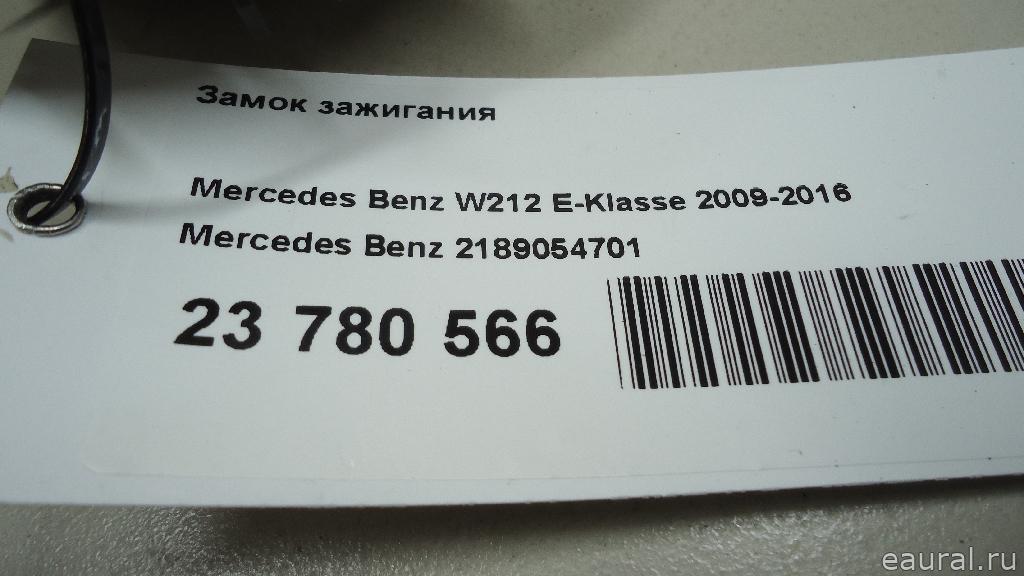 Замок зажигания
Mercedes Benz W212 E-Klasse 2009-2016
Mercedes Benz 2189054701
23 780 566
eaural.ru